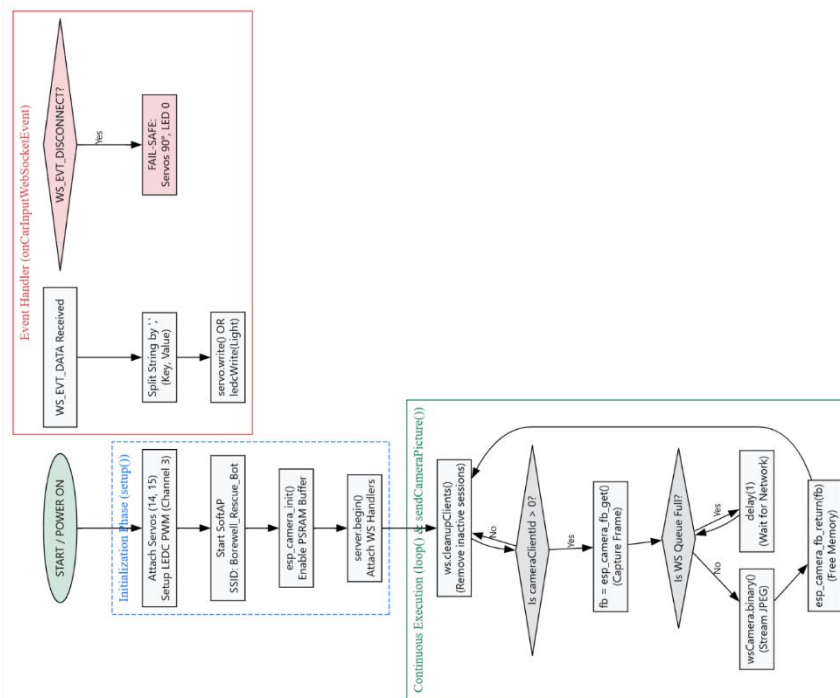 START / POWER ON
Initialization Phase (setup())
Attach Servos (14, 15)
Setup LEDC PWM (Channel 3)
Start SoftAP
SSID: Borewell_Rescue_Bot
esp_camera_init()
Enable PSRAM Buffer
server.begin()
Attach WS Handlers
Event Handler (onCarInputWebSocketEvent)
WS_EVT_DATA Received
Split String by ','
(Key, Value)
servo.write() OR
ledcWrite(Light)
WS_EVT_DISCONNECT?
Yes
FAIL-SAFE:
Servos 90°, LED 0
Continuous Execution (loop() & sendCameraPicture())
ws.cleanupClients()
(Remove inactive sessions)
No
Is cameraClientId > 0?
Yes
fb = esp_camera_fb_get()
(Capture Frame)
Is WS Queue Full?
Yes
No
delay(1)
(Wait for Network)
wsCamera.binary()
(Stream JPEG)
esp_camera_fb_return(fb)
(Free Memory)